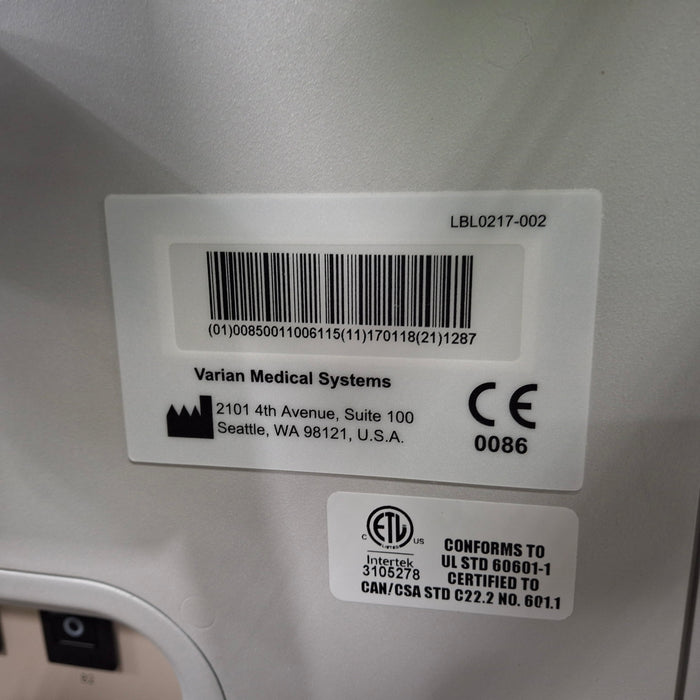 LBL0217-002
(01)00850011006115(11)170118(21)1287
Varian Medical Systems
2101 4th Avenue, Suite 100
Seattle, WA 98121, U.S.A.
CE
0086
ETL
C US
LISTED
Intertek
3105278
CONFORMS TO
UL STD 60601-1
CERTIFIED TO
CAN/CSA STD C22.2 NO. 601.1